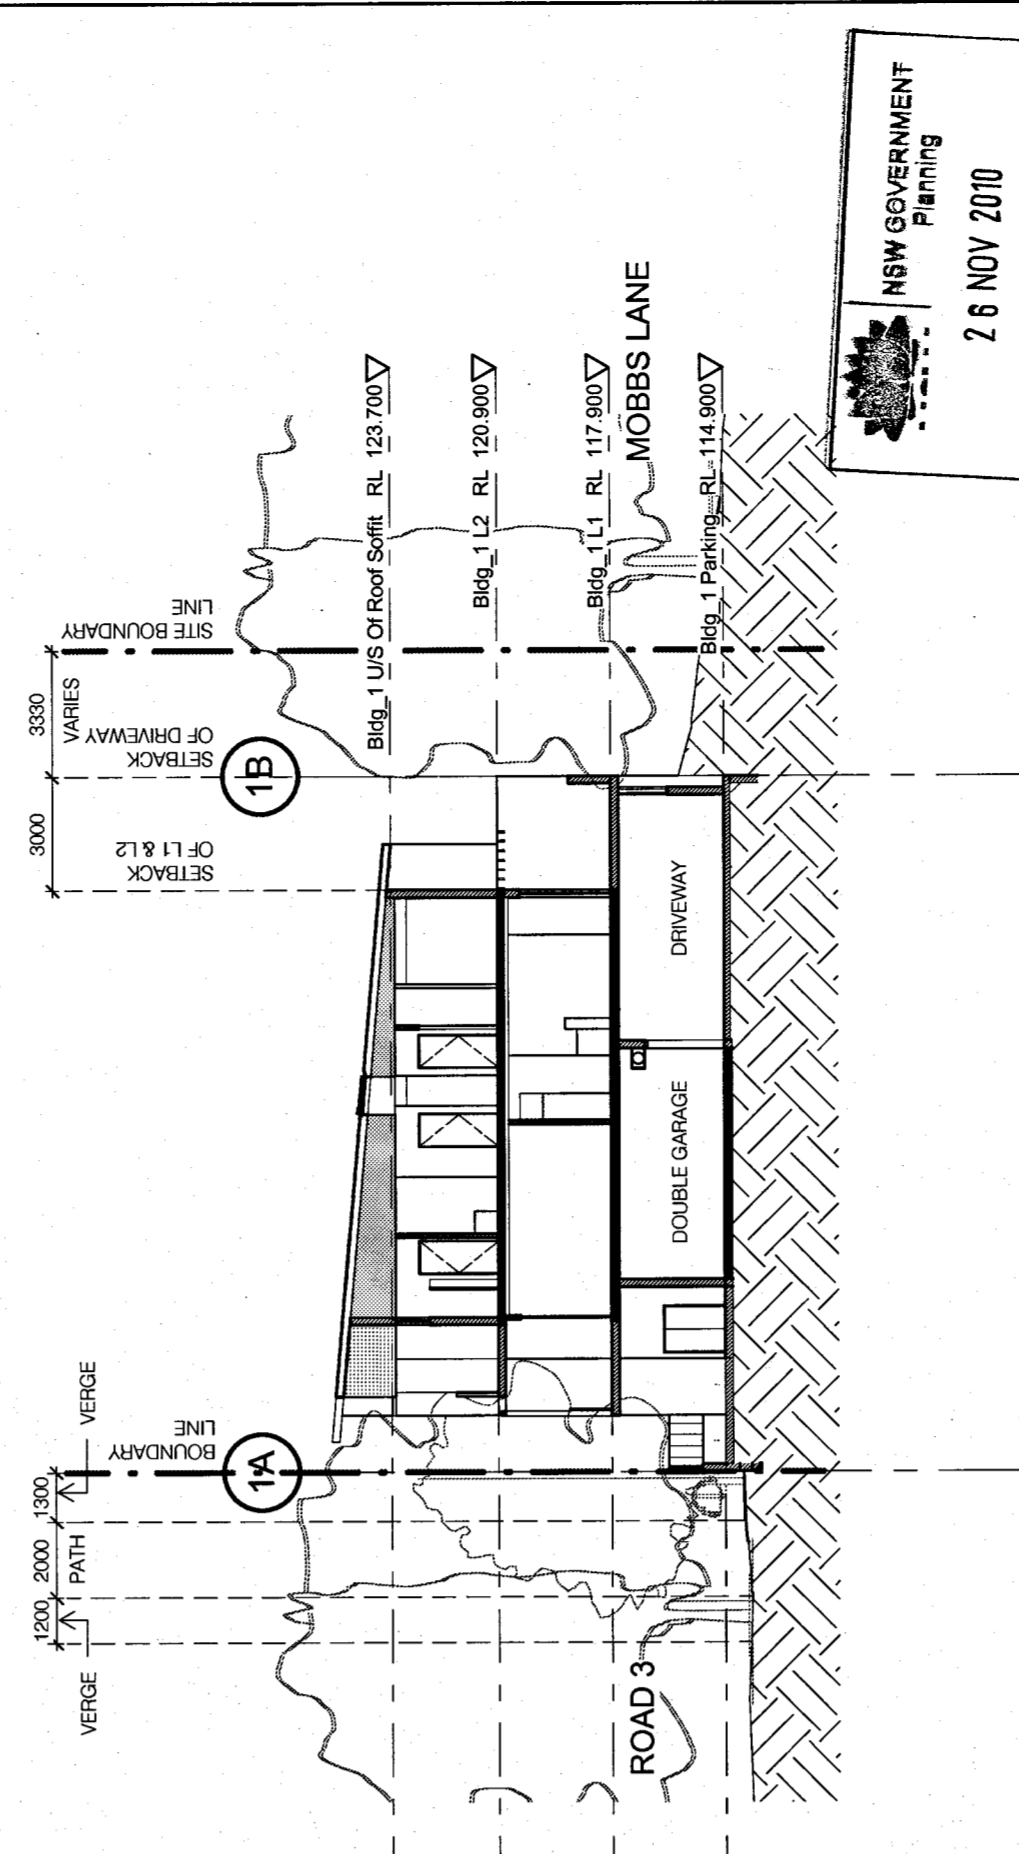 1200
2000
1300
3000
3330
VERGE
PATH
VERGE
VARIES
BOUNDARY
LINE
SETBACK
OF L1 & L2
SETBACK
OF DRIVEWAY
SITE BOUNDARY
LINE
1A
1B
Bldg_1 U/S Of Roof Soffit RL 123.700
Bldg_1 L2 RL 120.900
Bldg_1 L1 RL 117.900
Bldg_1 Parking RL 114.900
ROAD 3
MOBBS LANE
DOUBLE GARAGE
DRIVEWAY
NSW GOVERNMENT
Planning
26 NOV 2010